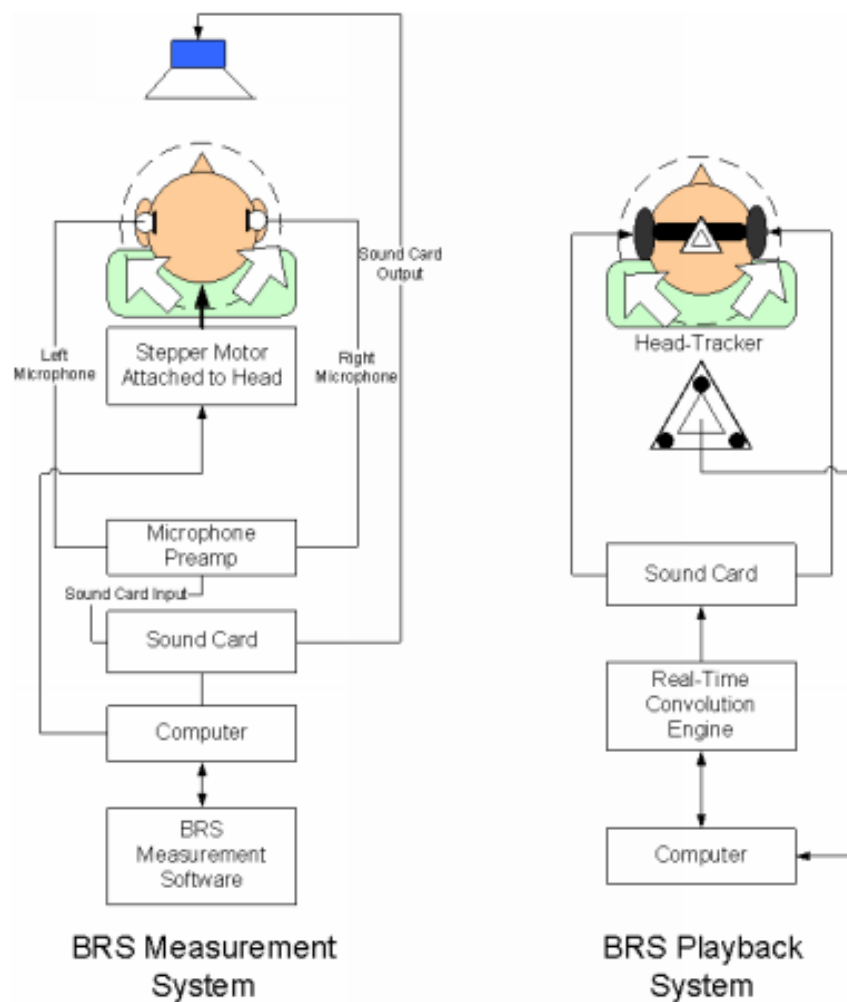 Sound Card
Output
Left
Microphone
Stepper Motor
Attached to Head
Right
Microphone
Microphone
Preamp
Sound Card Input
Sound Card
Computer
BRS
Measurement
Software
BRS Measurement
System
Head-Tracker
Sound Card
Real-Time
Convolution
Engine
Computer
BRS Playback
System